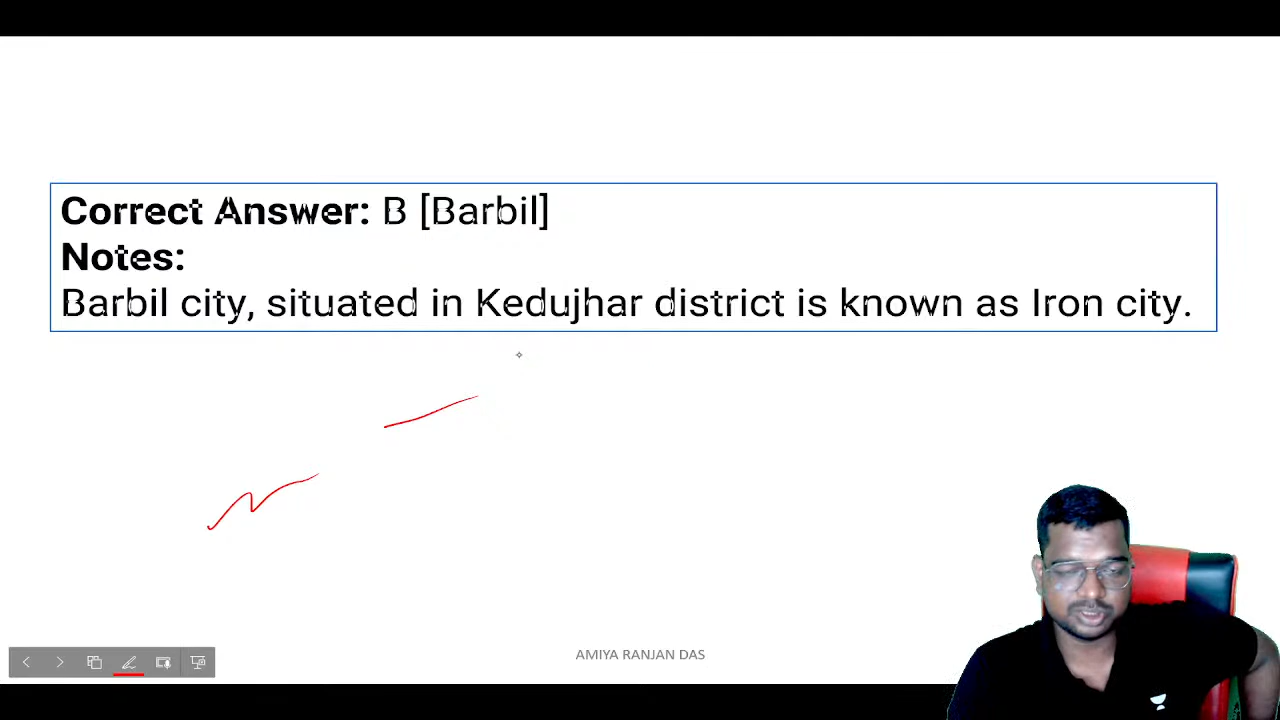 Correct Answer: B [Barbil]
Notes:
Barbil city, situated in Kedujhar district is known as Iron city.
AMIYA RANJAN DAS